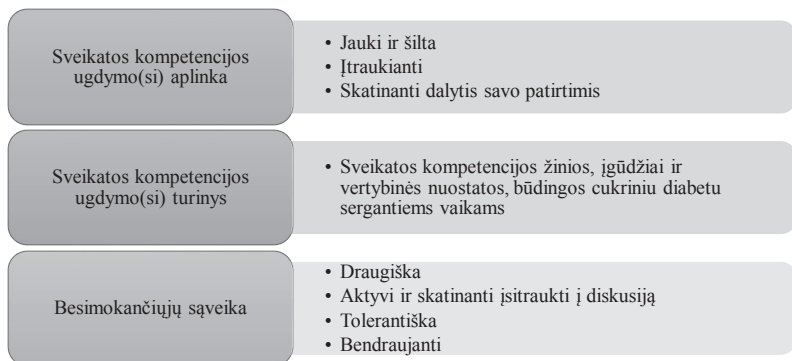 Sveikatos kompetencijos
ugdymo(si) aplinka
• Jauki ir šilta
• Įtraukianti
• Skatinanti dalytis savo patirtimis
Sveikatos kompetencijos
ugdymo(si) turinys
• Sveikatos kompetencijos žinios, įgūdžiai ir
vertybinės nuostatos, būdingos cukriniu diabetu
sergantiems vaikams
Besimokančiųjų sąveika
• Draugiška
• Aktyvi ir skatinanti įsitraukti į diskusiją
• Tolerantiška
• Bendraujanti